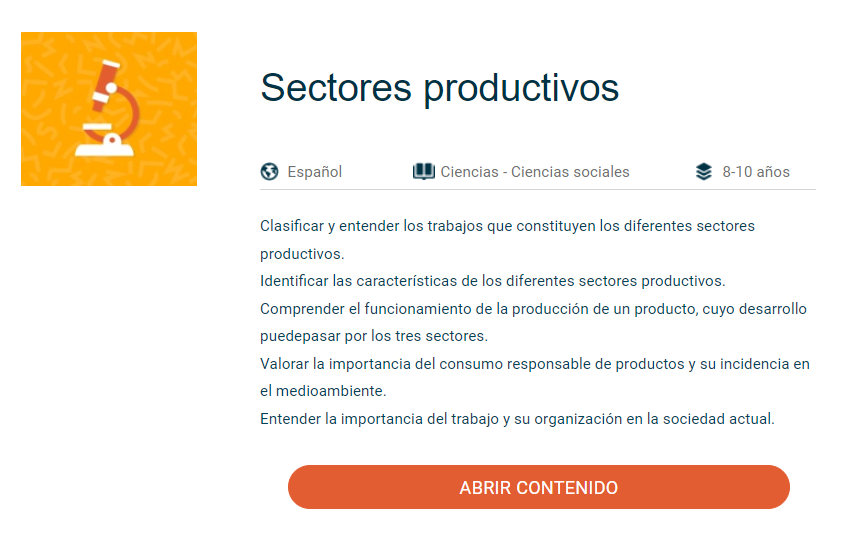 Sectores productivos
Español
Ciencias - Ciencias sociales
8-10 años
Clasificar y entender los trabajos que constituyen los diferentes sectores
productivos.
Identificar las características de los diferentes sectores productivos.
Comprender el funcionamiento de la producción de un producto, cuyo desarrollo
puedepasar por los tres sectores.
Valorar la importancia del consumo responsable de productos y su incidencia en
el medioambiente.
Entender la importancia del trabajo y su organización en la sociedad actual.
ABRIR CONTENIDO